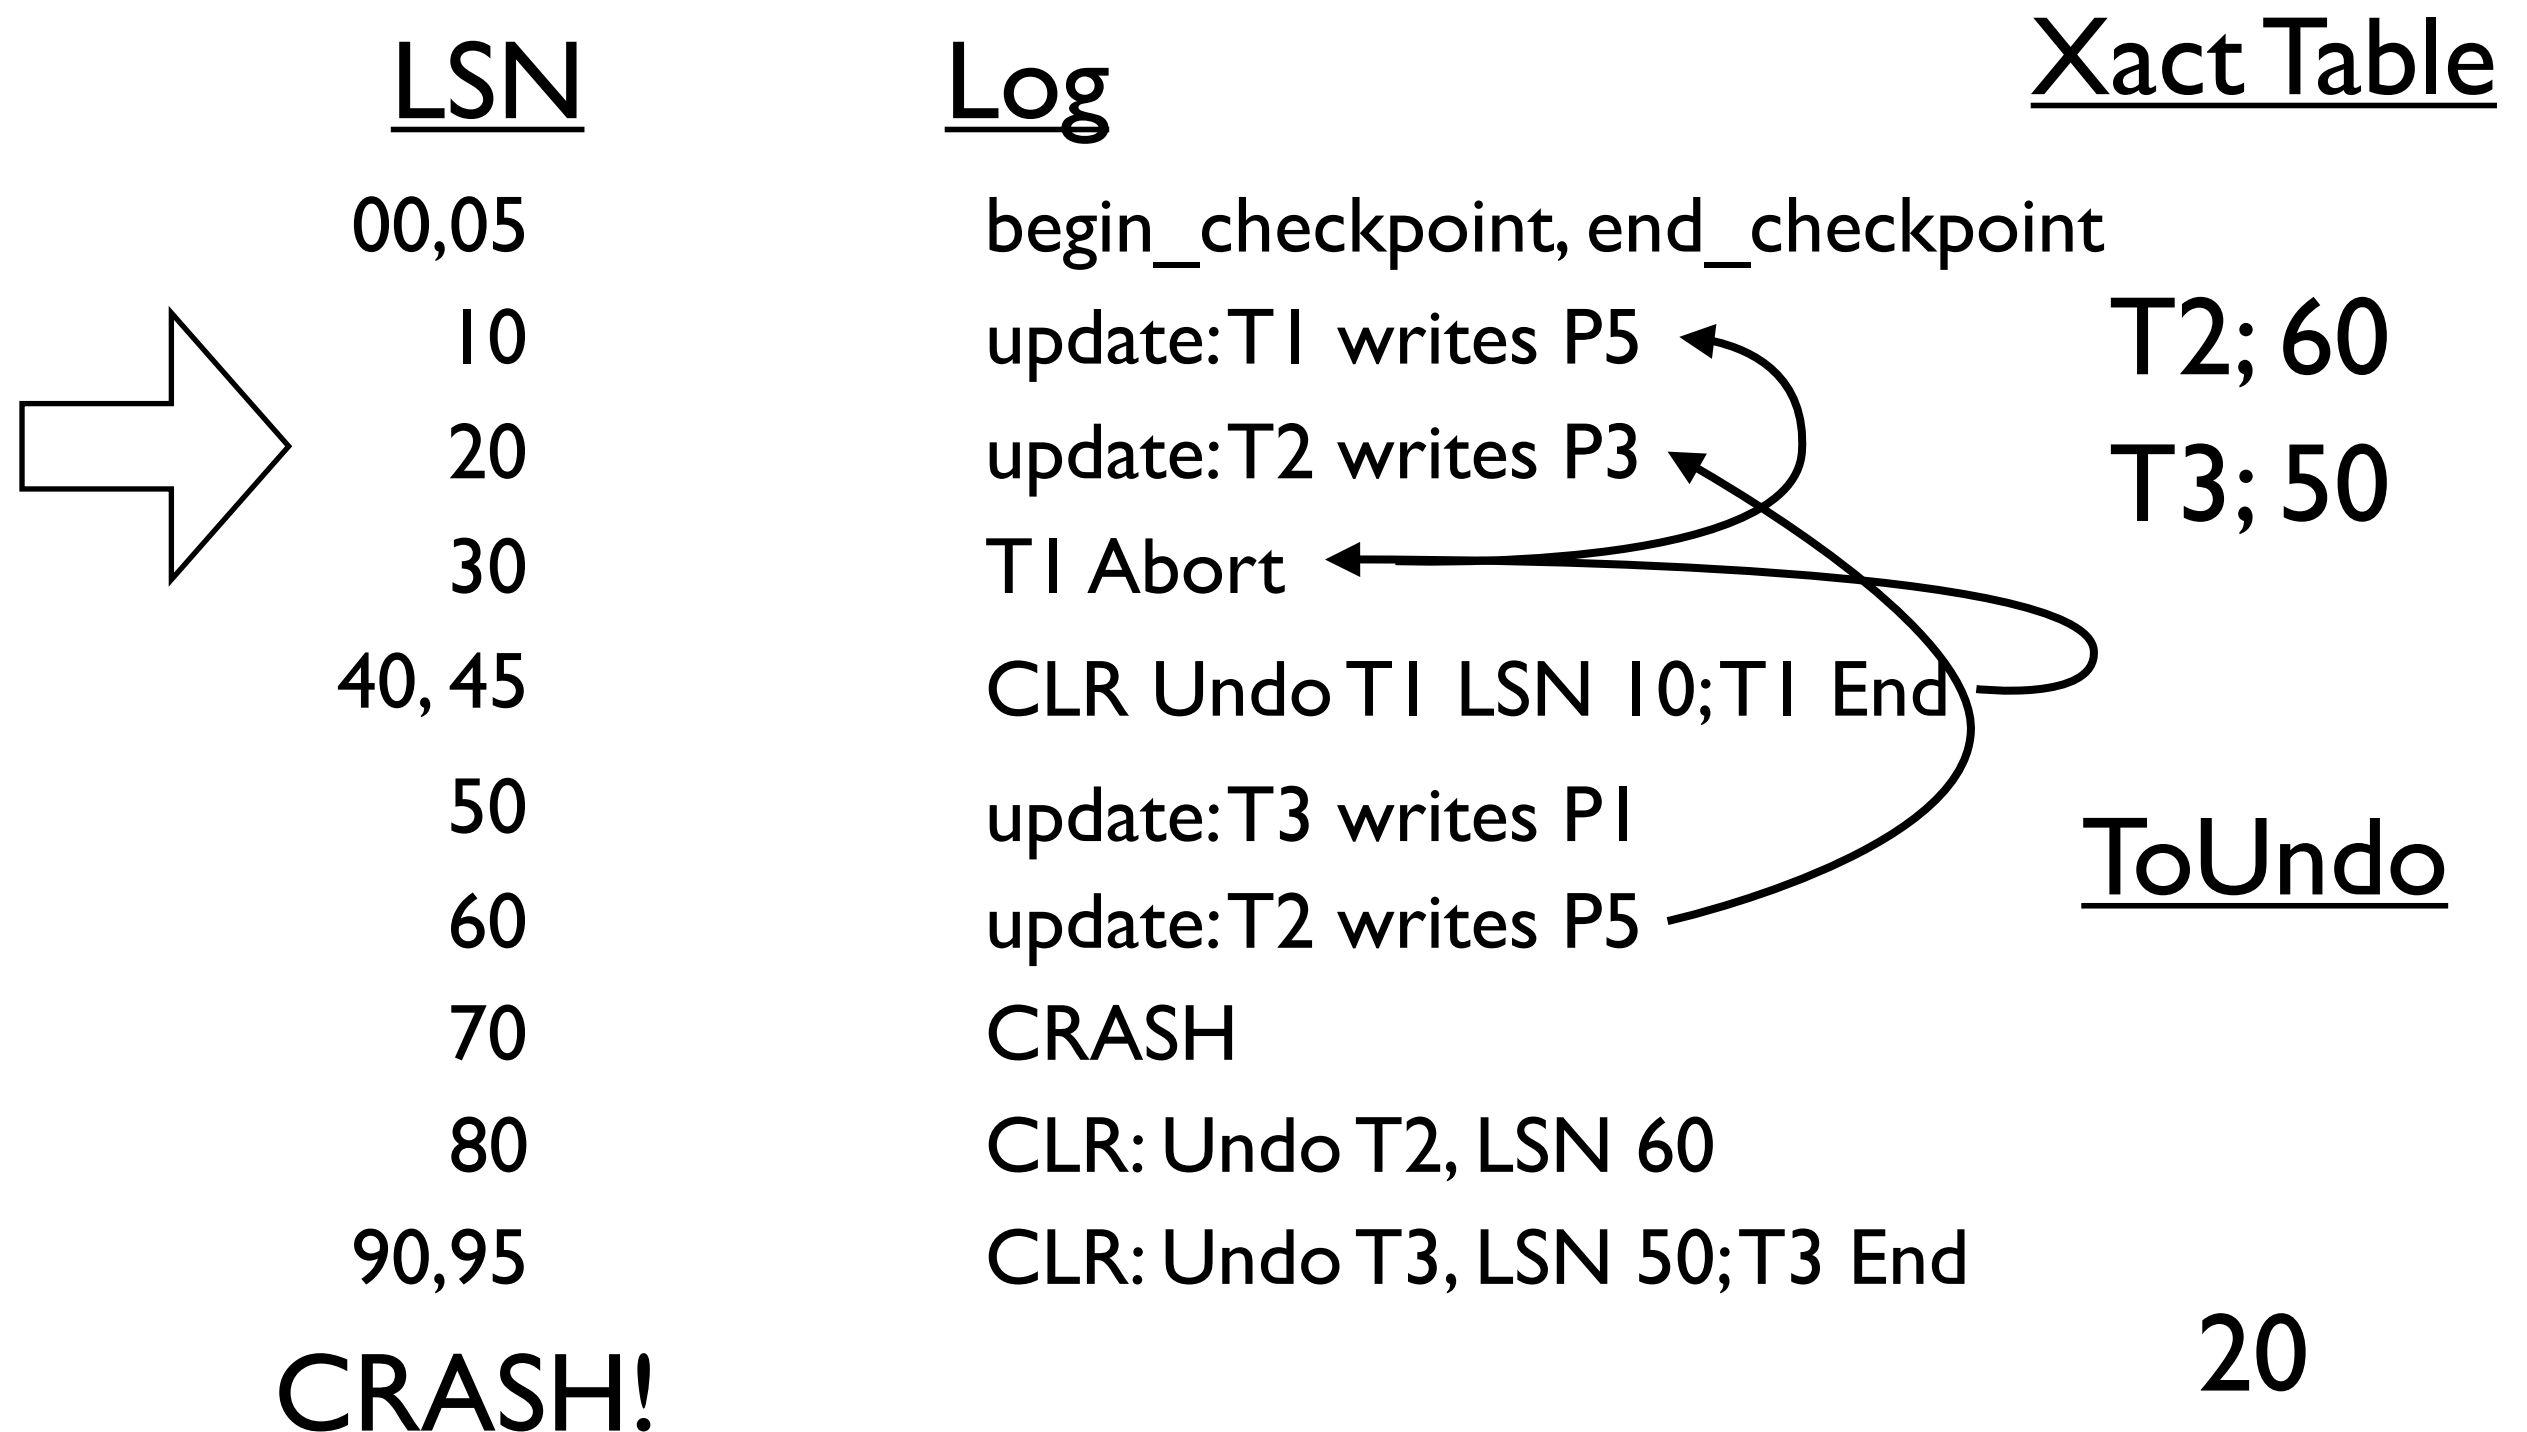 LSN Log Xact Table
00,05 begin_checkpoint, end_checkpoint
10 update: T1 writes P5 T2; 60
20 update: T2 writes P3 T3; 50
30 T1 Abort
40, 45 CLR Undo T1 LSN 10; T1 End
50 update: T3 writes P1
ToUndo
60 update: T2 writes P5
70 CRASH
80 CLR: Undo T2, LSN 60
90,95 CLR: Undo T3, LSN 50; T3 End
CRASH! 20